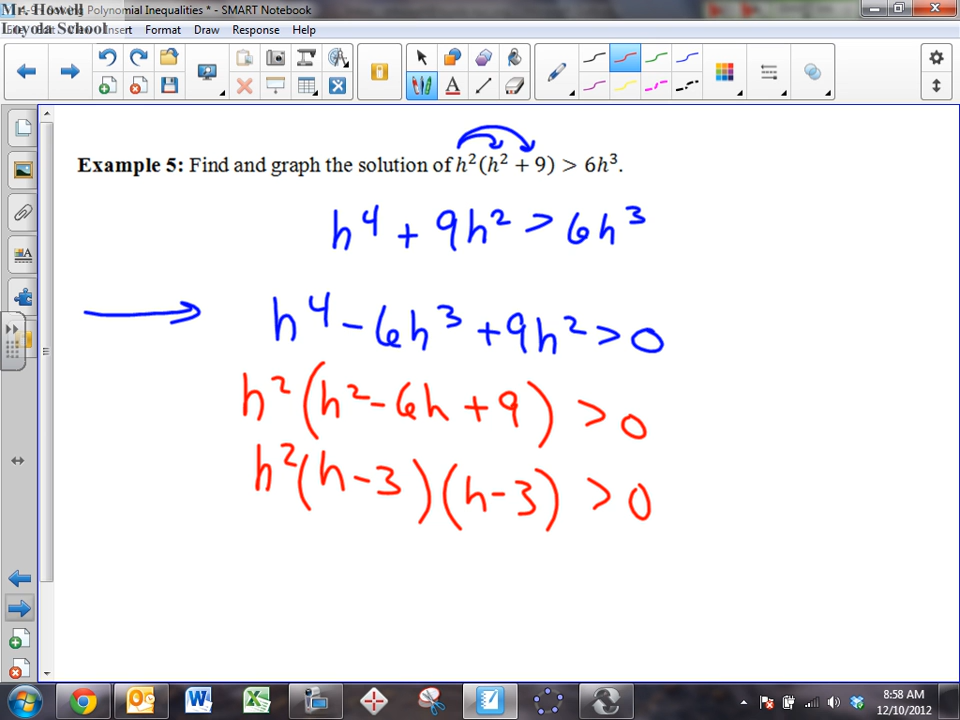 Mr. Howell
Loyola School
Polynomial Inequalities * - SMART Notebook
Insert Format Draw Response Help
Example 5: Find and graph the solution of h²(h² + 9) > 6h³.
h⁴ + 9h² > 6h³
h⁴ - 6h³ + 9h² > 0
h²(h² - 6h + 9) > 0
h²(h - 3)(h - 3) > 0
8:58 AM
12/10/2012